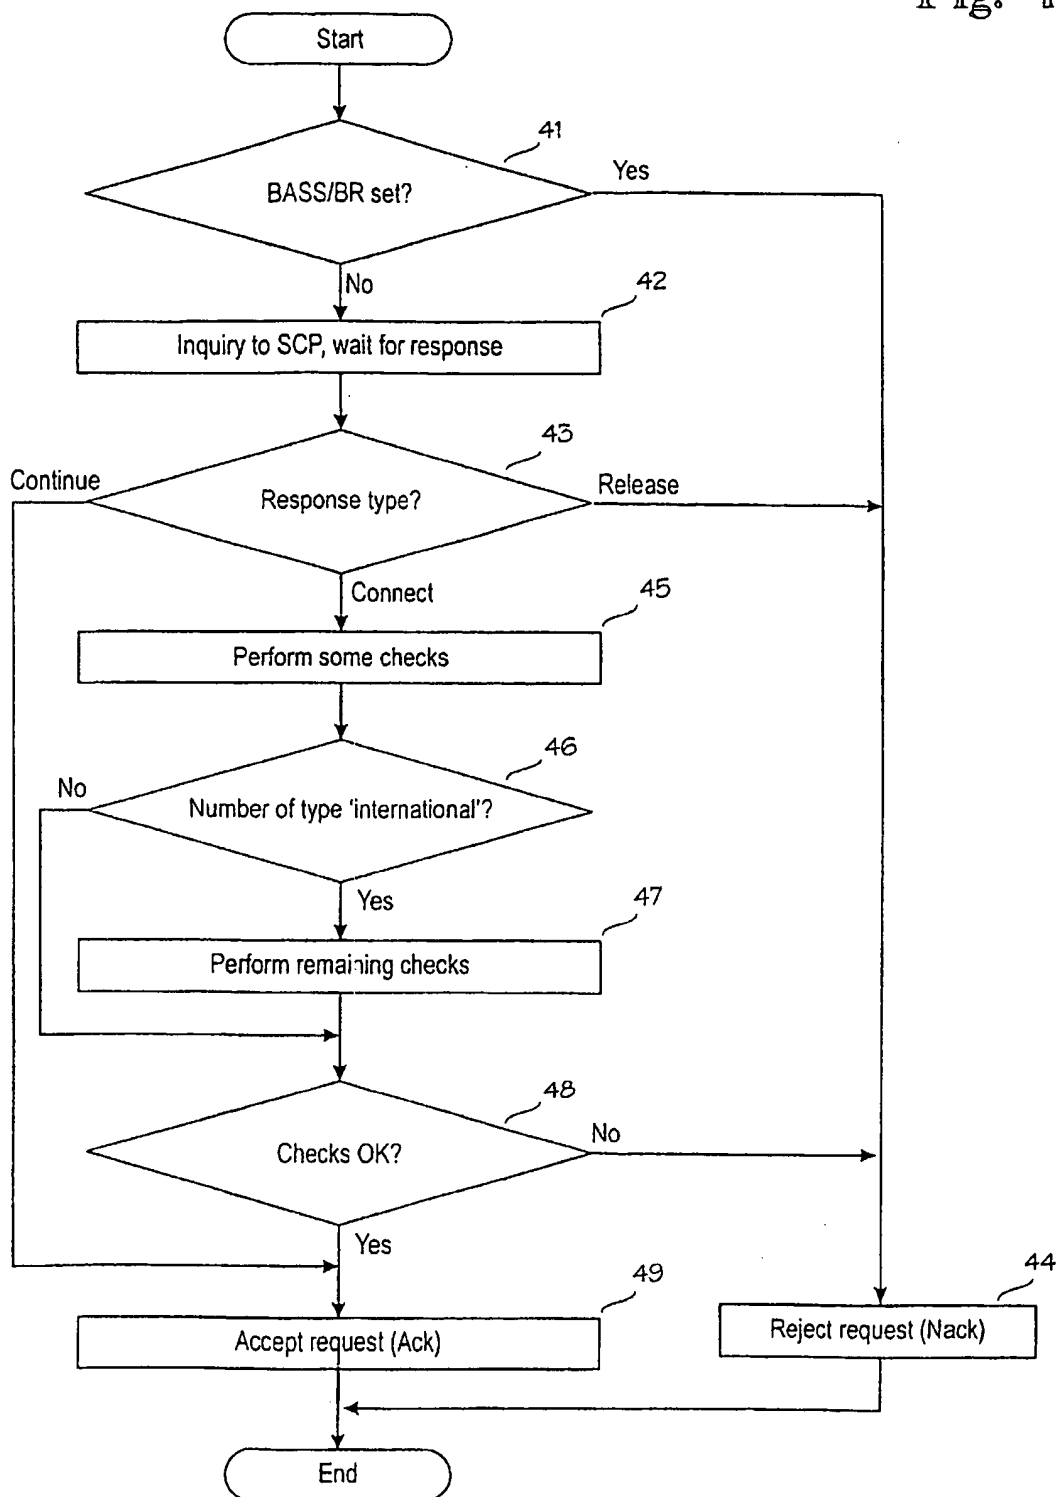 Fig. 4
Start
41
BASS/BR set?
Yes
No
42
Inquiry to SCP, wait for response
43
Continue
Response type?
Release
Connect
45
Perform some checks
46
No
Number of type 'international'?
Yes
47
Perform remaining checks
48
Checks OK?
No
Yes
49
Accept request (Ack)
44
Reject request (Nack)
End